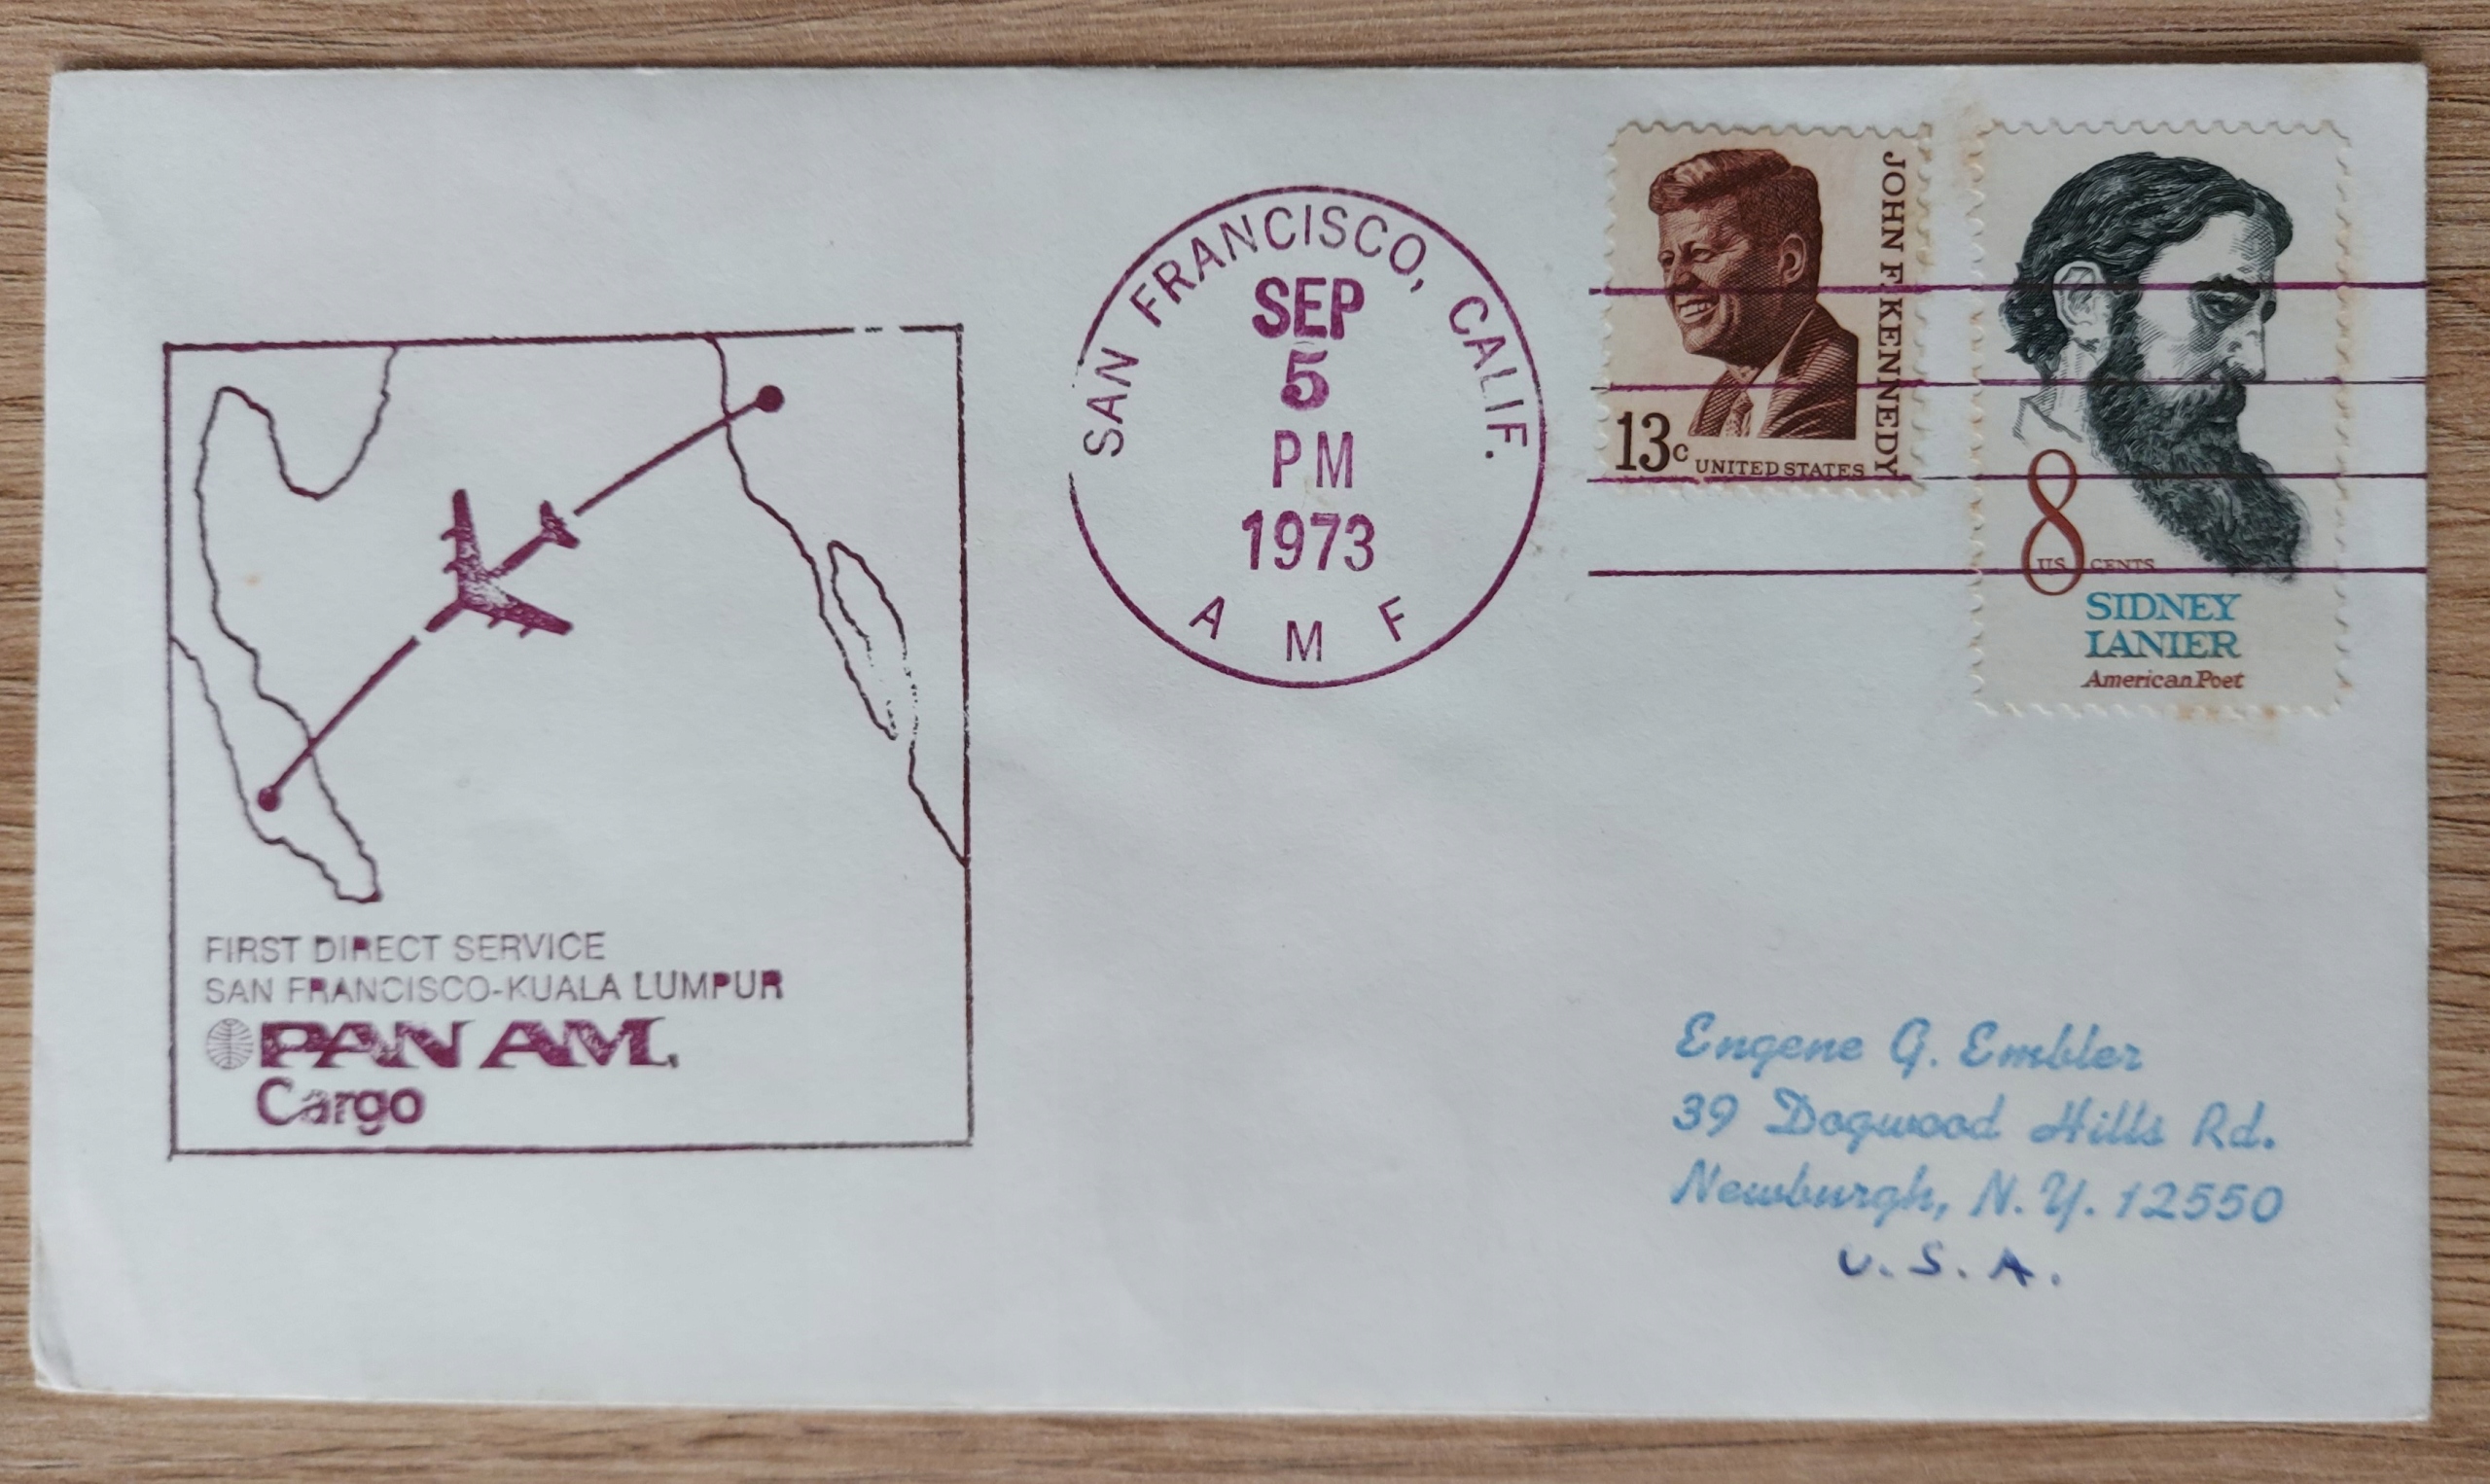 SAN FRANCISCO, CALIF.
SEP
5
PM
1973
A M F
JOHN F. KENNEDY
13c UNITED STATES
8
US CENTS
SIDNEY
LANIER
American Poet
FIRST DIRECT SERVICE
SAN FRANCISCO-KUALA LUMPUR
PAN AM.
Cargo
Engene G. Embler
39 Dogwood Hills Rd.
Newburgh, N. Y. 12550
U. S. A.